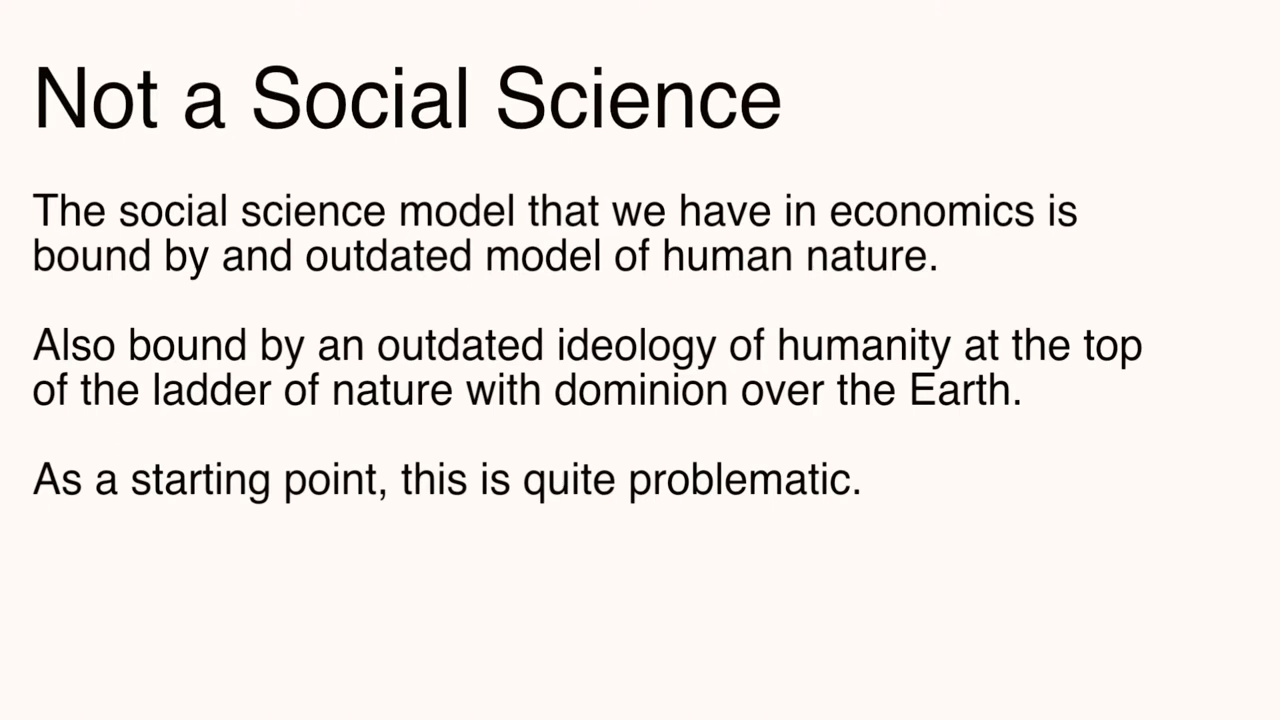 Not a Social Science
The social science model that we have in economics is
bound by and outdated model of human nature.
Also bound by an outdated ideology of humanity at the top
of the ladder of nature with dominion over the Earth.
As a starting point, this is quite problematic.